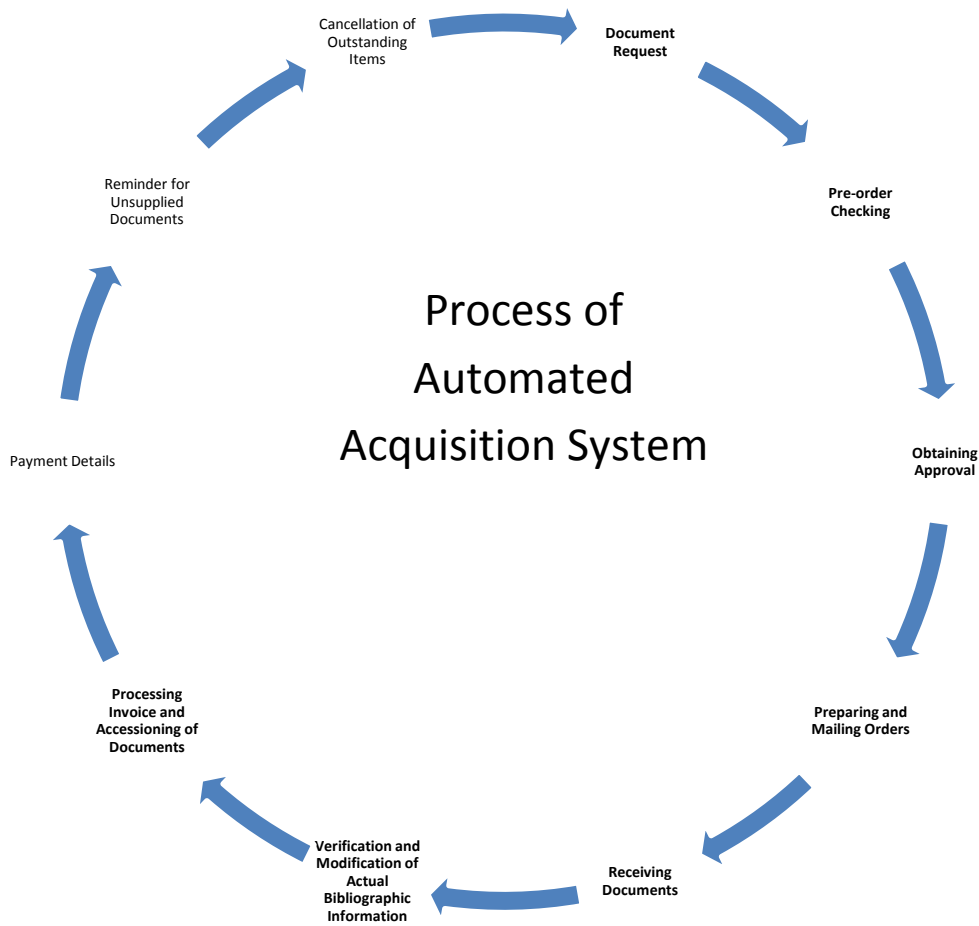 Cancellation of
Outstanding
Items
Document
Request
Pre-order
Checking
Obtaining
Approval
Preparing and
Mailing Orders
Receiving
Documents
Verification and
Modification of
Actual
Bibliographic
Information
Processing
Invoice and
Accessioning of
Documents
Payment Details
Reminder for
Unsupplied
Documents
Process of
Automated
Acquisition System